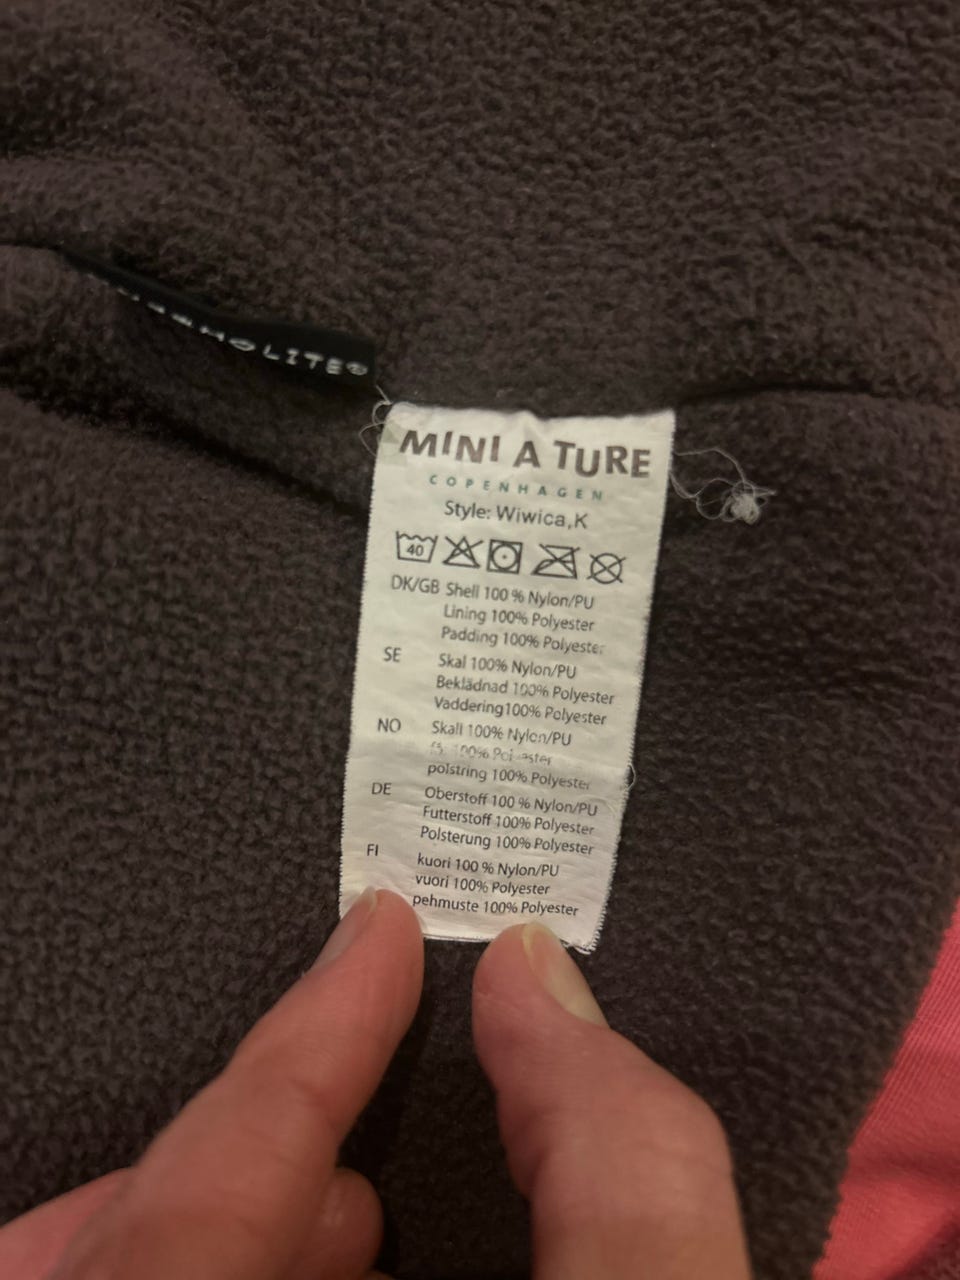 MOLITE®
MINI A TURE
COPENHAGEN
Style: Wiwica,K
40
DK/GB Shell 100 % Nylon/PU
Lining 100% Polyester
Padding 100% Polyester
SE Skal 100% Nylon/PU
Beklädnad 100% Polyester
Vaddering100% Polyester
NO Skall 100% Nylon/PU
100% Polyester
polstring 100% Polyester
DE Oberstoff 100 % Nylon/PU
Futterstoff 100% Polyester
Polsterung 100% Polyester
FI kuori 100 % Nylon/PU
vuori 100% Polyester
pehmuste 100% Polyester